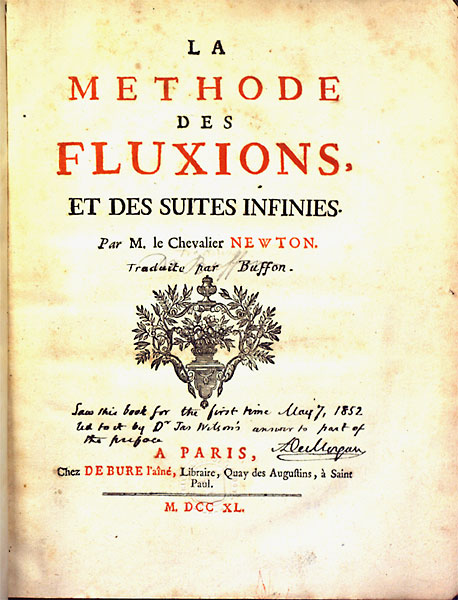 LA
METHODE
DES
FLUXIONS,
ET DES SUITES INFINIES.
Par M. le Chevalier NEWTON.
Traduite par Buffon.
Saw this book for the first time May 7, 1852
led to it by Dr Jas Wilson's answer to part of
the preface
ADeMorgan
A PARIS,
Chez DE BURE l'aîné, Libraire, Quay des Augustins, à Saint
Paul.
M. DCC XL.